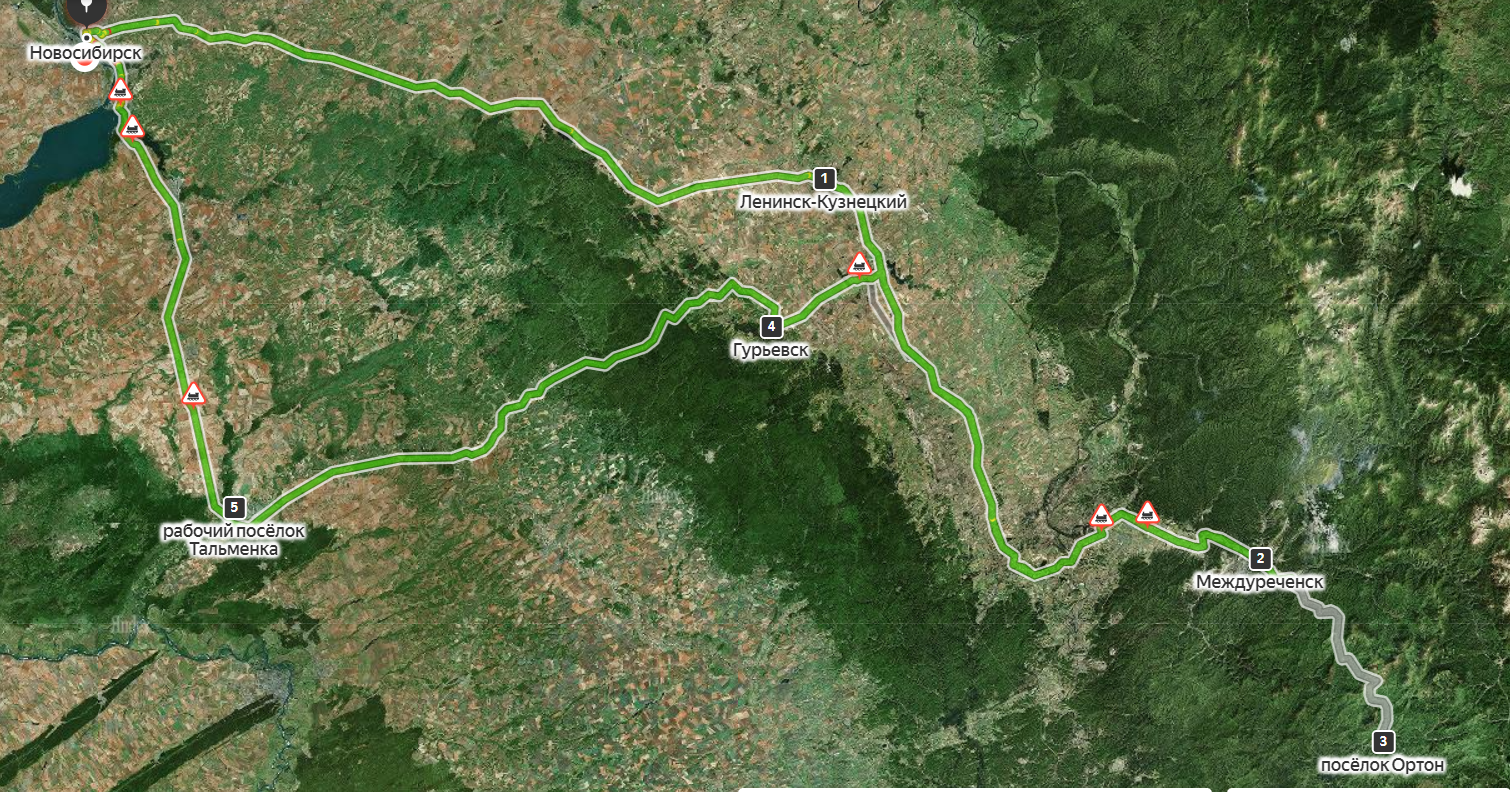 Новосибирск
1
Ленинск-Кузнецкий
4
Гурьевск
5
рабочий посёлок
Тальменка
2
Междуреченск
3
посёлок Ортон